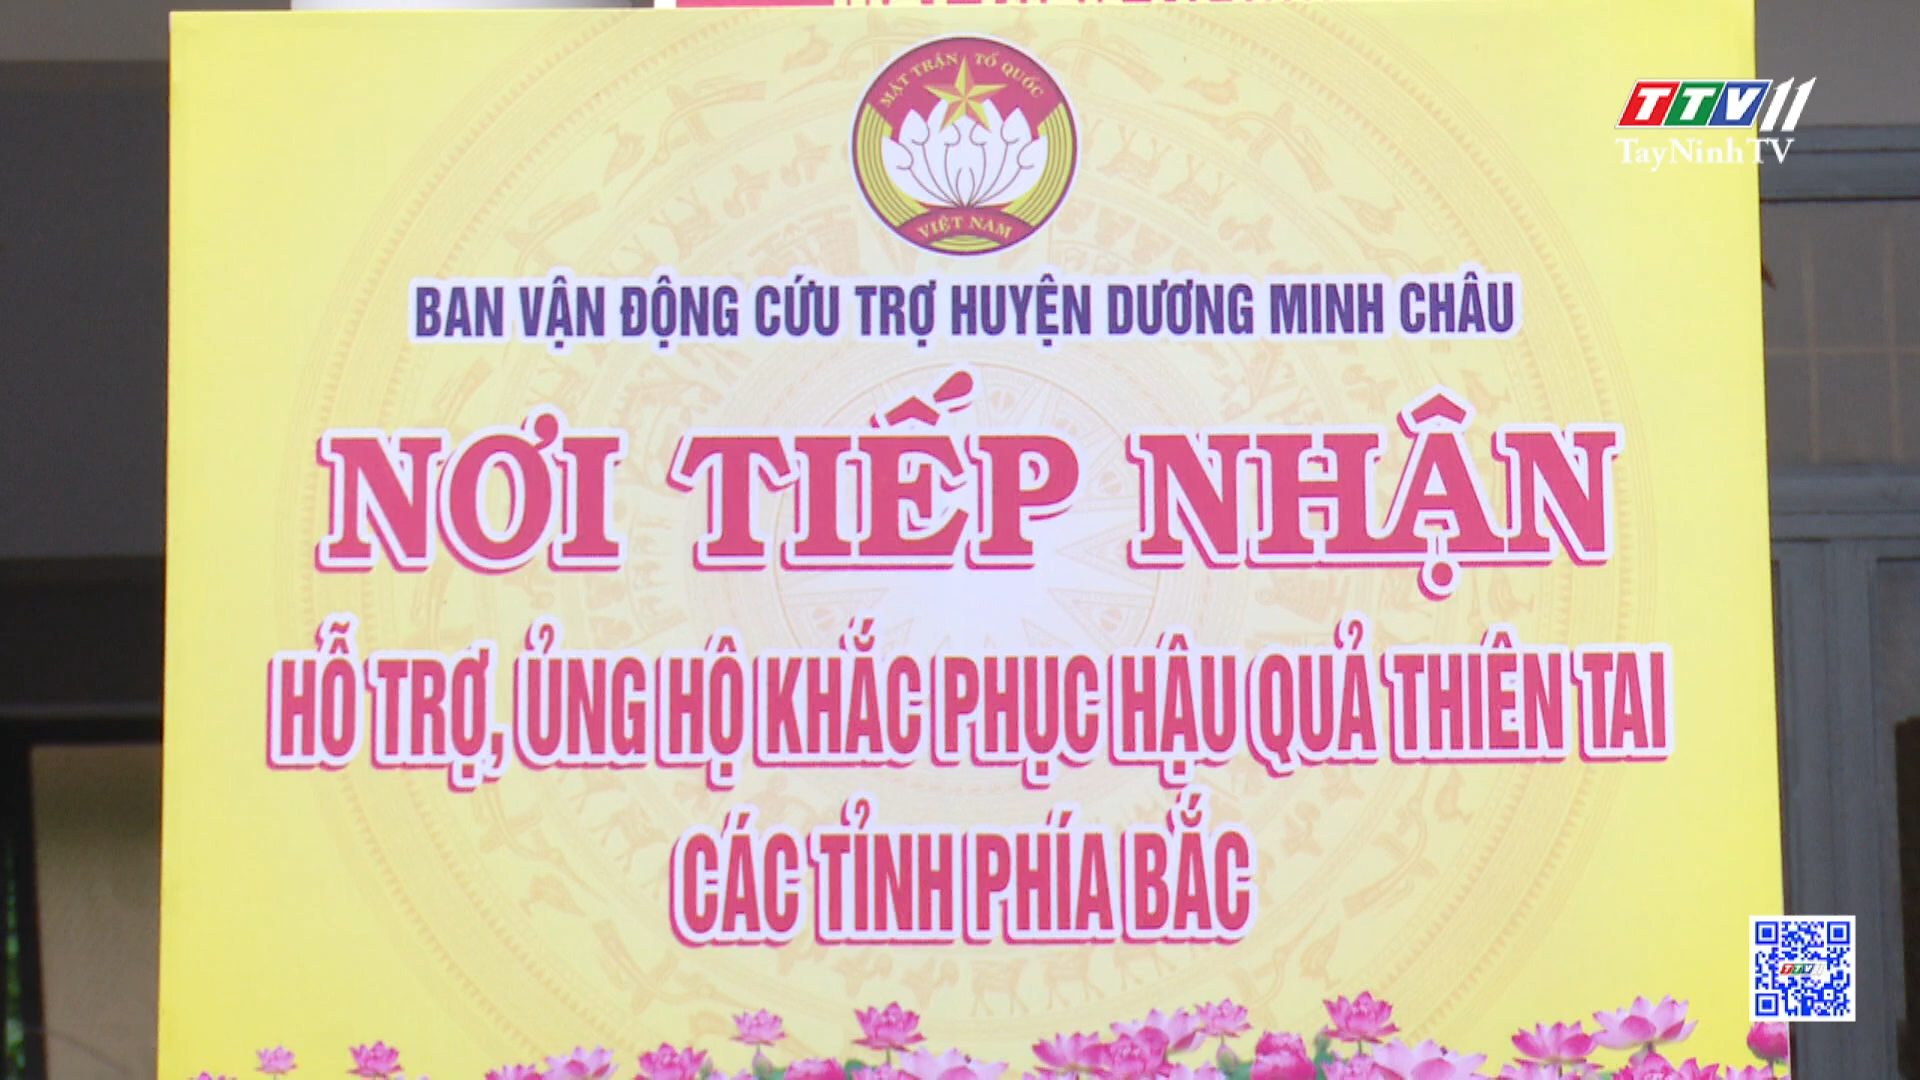 MẶT TRẬN TỔ QUỐC
VIỆT NAM
TTV11
TayNinhTV
BAN VẬN ĐỘNG CỨU TRỢ HUYỆN DƯƠNG MINH CHÂU
NƠI TIẾP NHẬN
HỖ TRỢ, ỦNG HỘ KHẮC PHỤC HẬU QUẢ THIÊN TAI
CÁC TỈNH PHÍA BẮC
TTV11